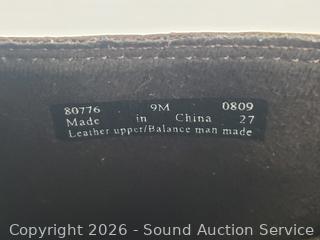 80776 9M 0809
Made in China 27
Leather upper/Balance man made
Copyright 2026 - Sound Auction Service